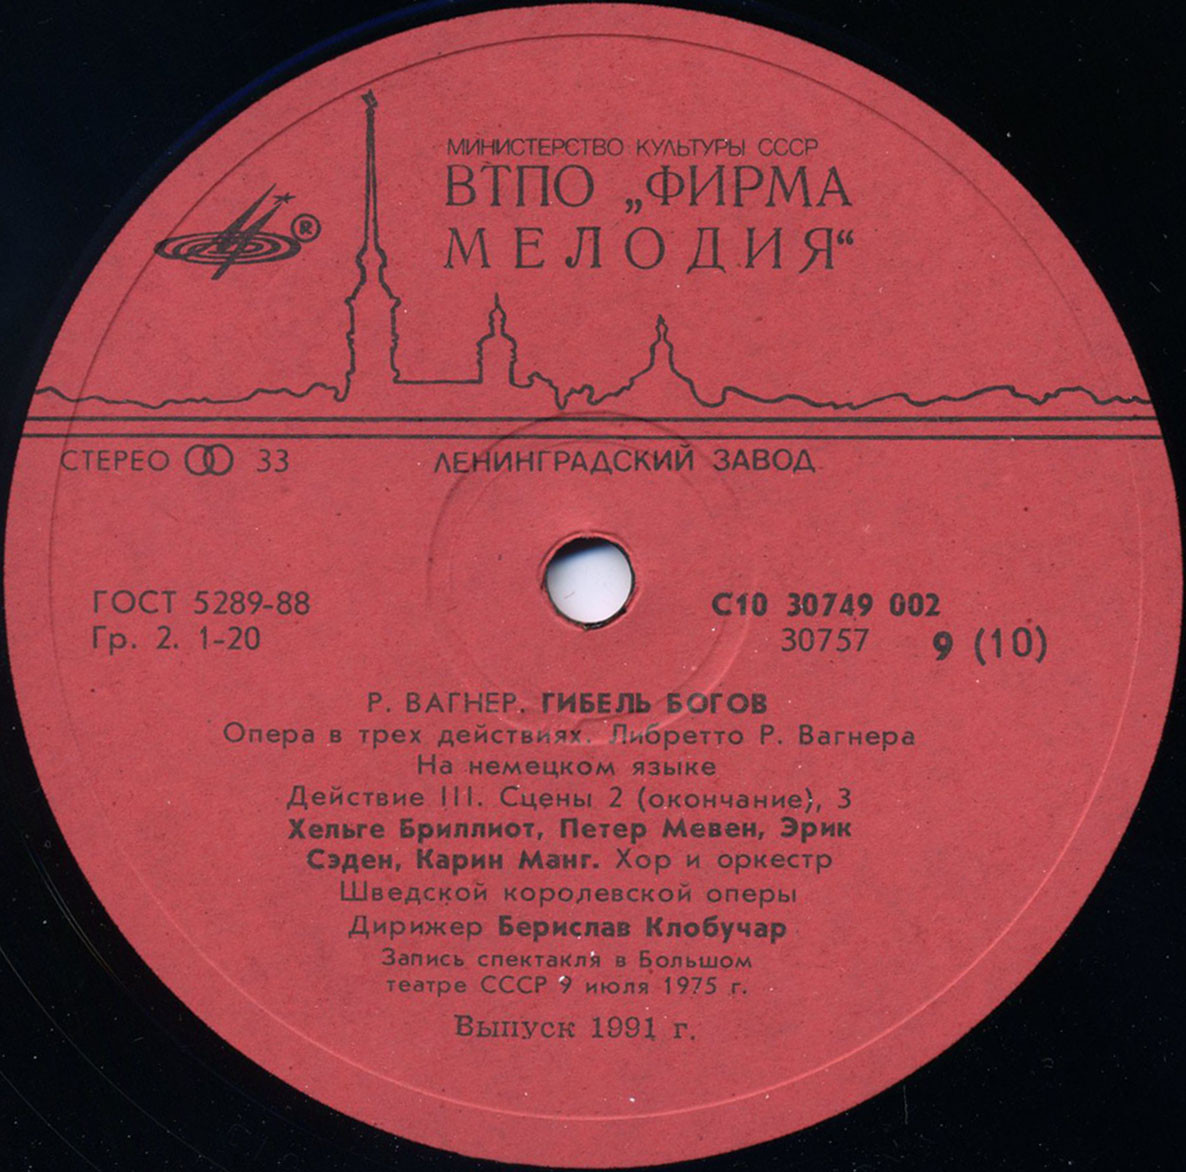 МИНИСТЕРСТВО КУЛЬТУРЫ СССР
ВТПО „ФИРМА
МЕЛОДИЯ“
®
СТЕРЕО 33
ЛЕНИНГРАДСКИЙ ЗАВОД
ГОСТ 5289-88
Гр. 2. 1-20
С10 30749 002
30757 9 (10)
Р. ВАГНЕР. ГИБЕЛЬ БОГОВ
Опера в трех действиях. Либретто Р. Вагнера
На немецком языке
Действие III. Сцены 2 (окончание), 3
Хельге Бриллиот, Петер Мевен, Эрик
Сэден, Карин Манг. Хор и оркестр
Шведской королевской оперы
Дирижер Берислав Клобучар
Запись спектакля в Большом
театре СССР 9 июля 1975 г.
Выпуск 1991 г.